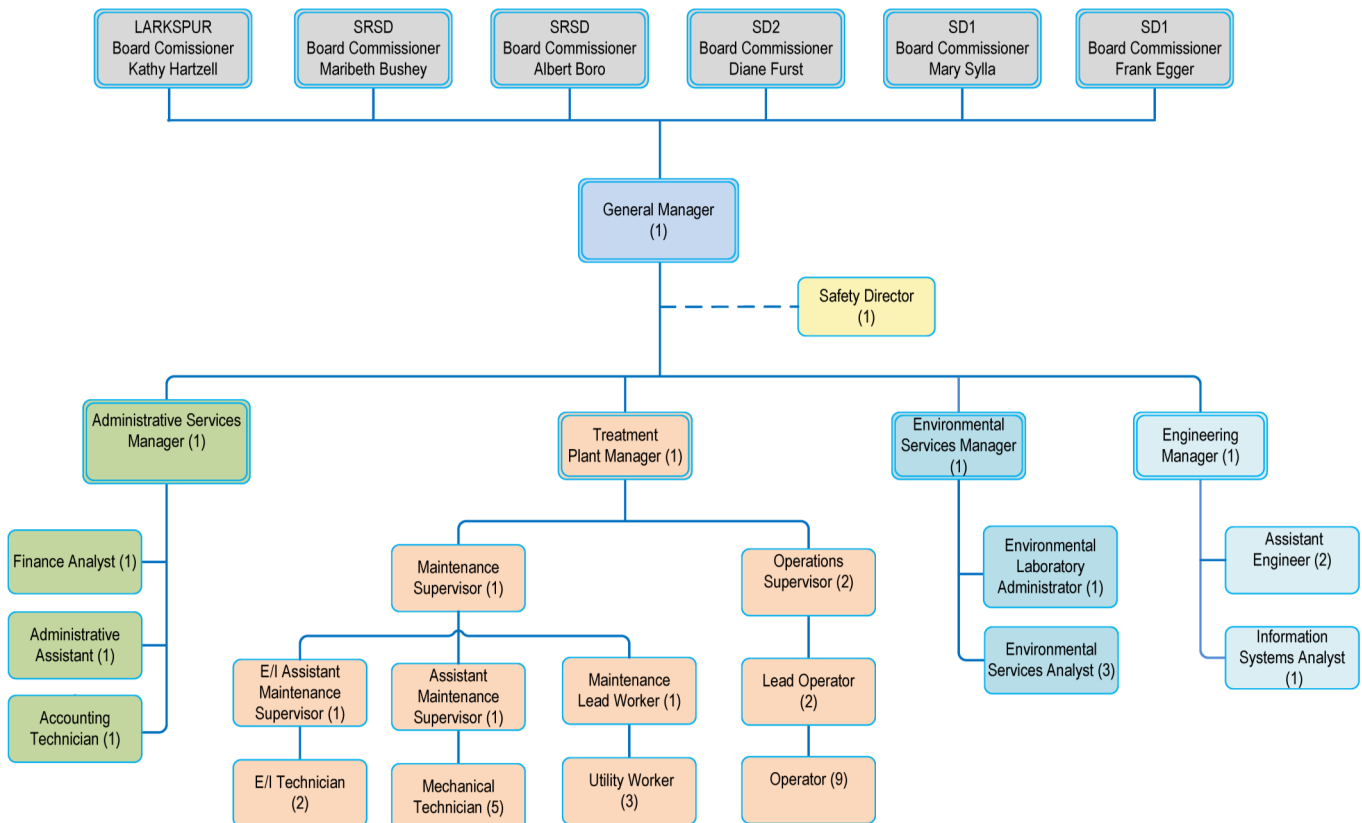 LARKSPUR
Board Comissioner
Kathy Hartzell
SRSD
Board Commissioner
Maribeth Bushey
SRSD
Board Commissioner
Albert Boro
SD2
Board Commissioner
Diane Furst
SD1
Board Commissioner
Mary Sylla
SD1
Board Commissioner
Frank Egger
General Manager
(1)
Safety Director
(1)
Administrative Services
Manager (1)
Treatment
Plant Manager (1)
Environmental
Services Manager
(1)
Engineering
Manager (1)
Finance Analyst (1)
Administrative
Assistant (1)
Accounting
Technician (1)
Maintenance
Supervisor (1)
Operations
Supervisor (2)
E/I Assistant
Maintenance
Supervisor (1)
Assistant
Maintenance
Supervisor (1)
Maintenance
Lead Worker (1)
Lead Operator
(2)
E/I Technician
(2)
Mechanical
Technician (5)
Utility Worker
(3)
Operator (9)
Environmental
Laboratory
Administrator (1)
Environmental
Services Analyst (3)
Assistant
Engineer (2)
Information
Systems Analyst
(1)